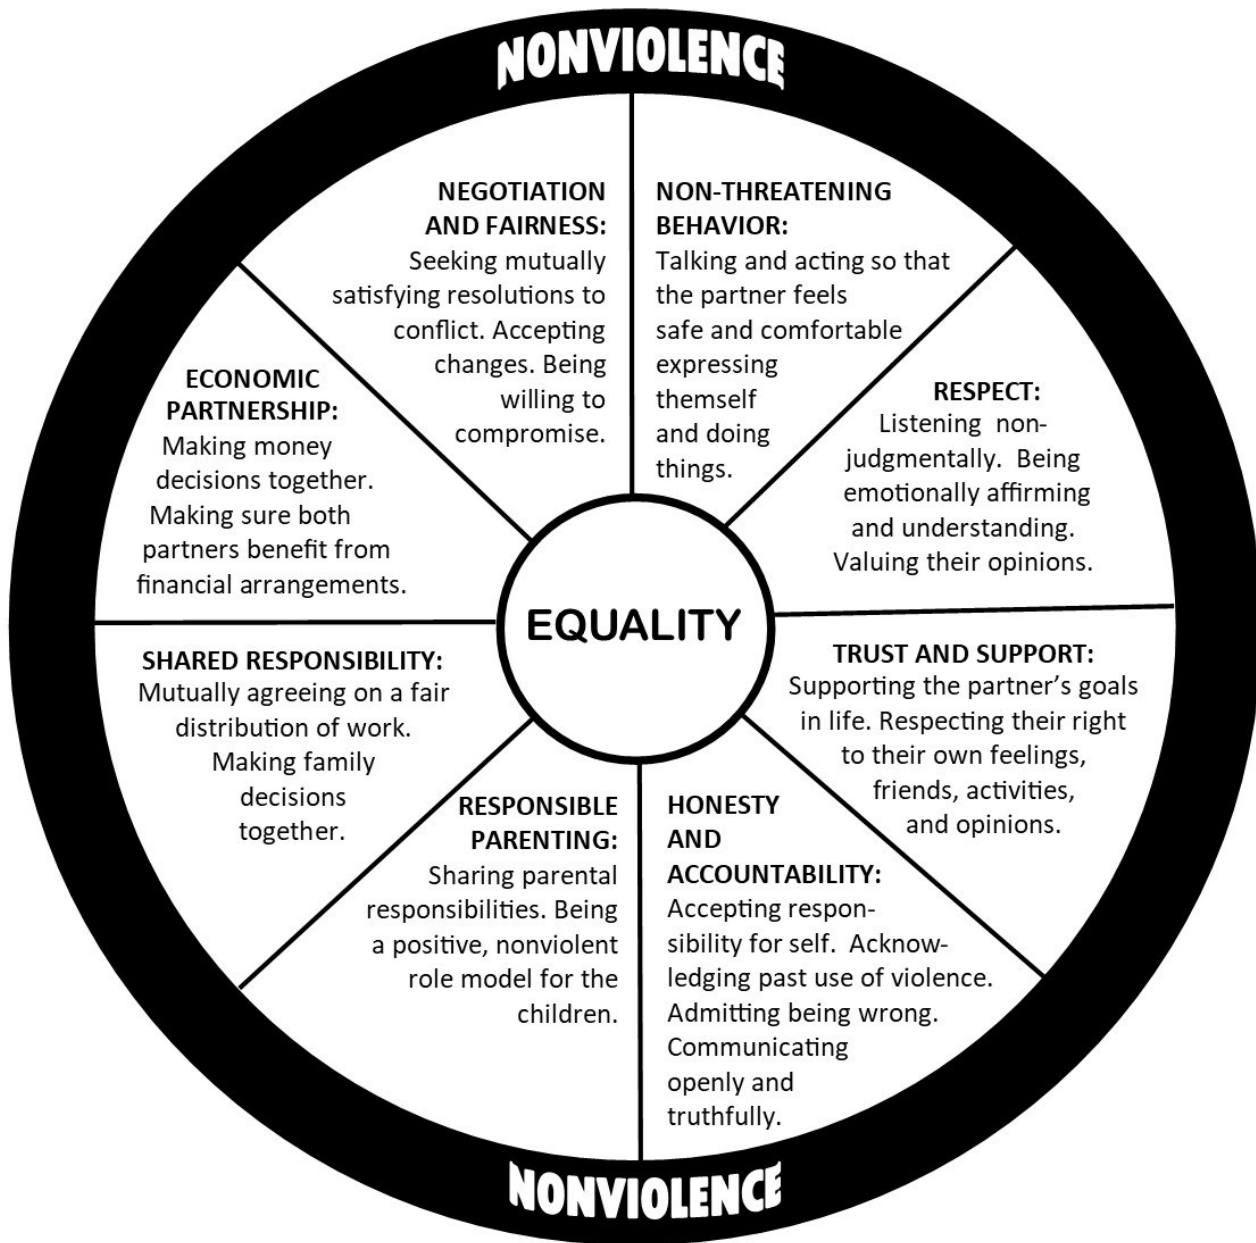 NONVIOLENCE
NEGOTIATION
AND FAIRNESS:
Seeking mutually
satisfying resolutions to
conflict. Accepting
changes. Being
willing to
compromise.
NON-THREATENING
BEHAVIOR:
Talking and acting so that
the partner feels
safe and comfortable
expressing
themself
and doing
things.
RESPECT:
Listening non-
judgmentally. Being
emotionally affirming
and understanding.
Valuing their opinions.
TRUST AND SUPPORT:
Supporting the partner’s goals
in life. Respecting their right
to their own feelings,
friends, activities,
and opinions.
HONESTY
AND
ACCOUNTABILITY:
Accepting respon-
sibility for self. Acknow-
ledging past use of violence.
Admitting being wrong.
Communicating
openly and
truthfully.
RESPONSIBLE
PARENTING:
Sharing parental
responsibilities. Being
a positive, nonviolent
role model for the
children.
SHARED RESPONSIBILITY:
Mutually agreeing on a fair
distribution of work.
Making family
decisions
together.
ECONOMIC
PARTNERSHIP:
Making money
decisions together.
Making sure both
partners benefit from
financial arrangements.
EQUALITY
NONVIOLENCE